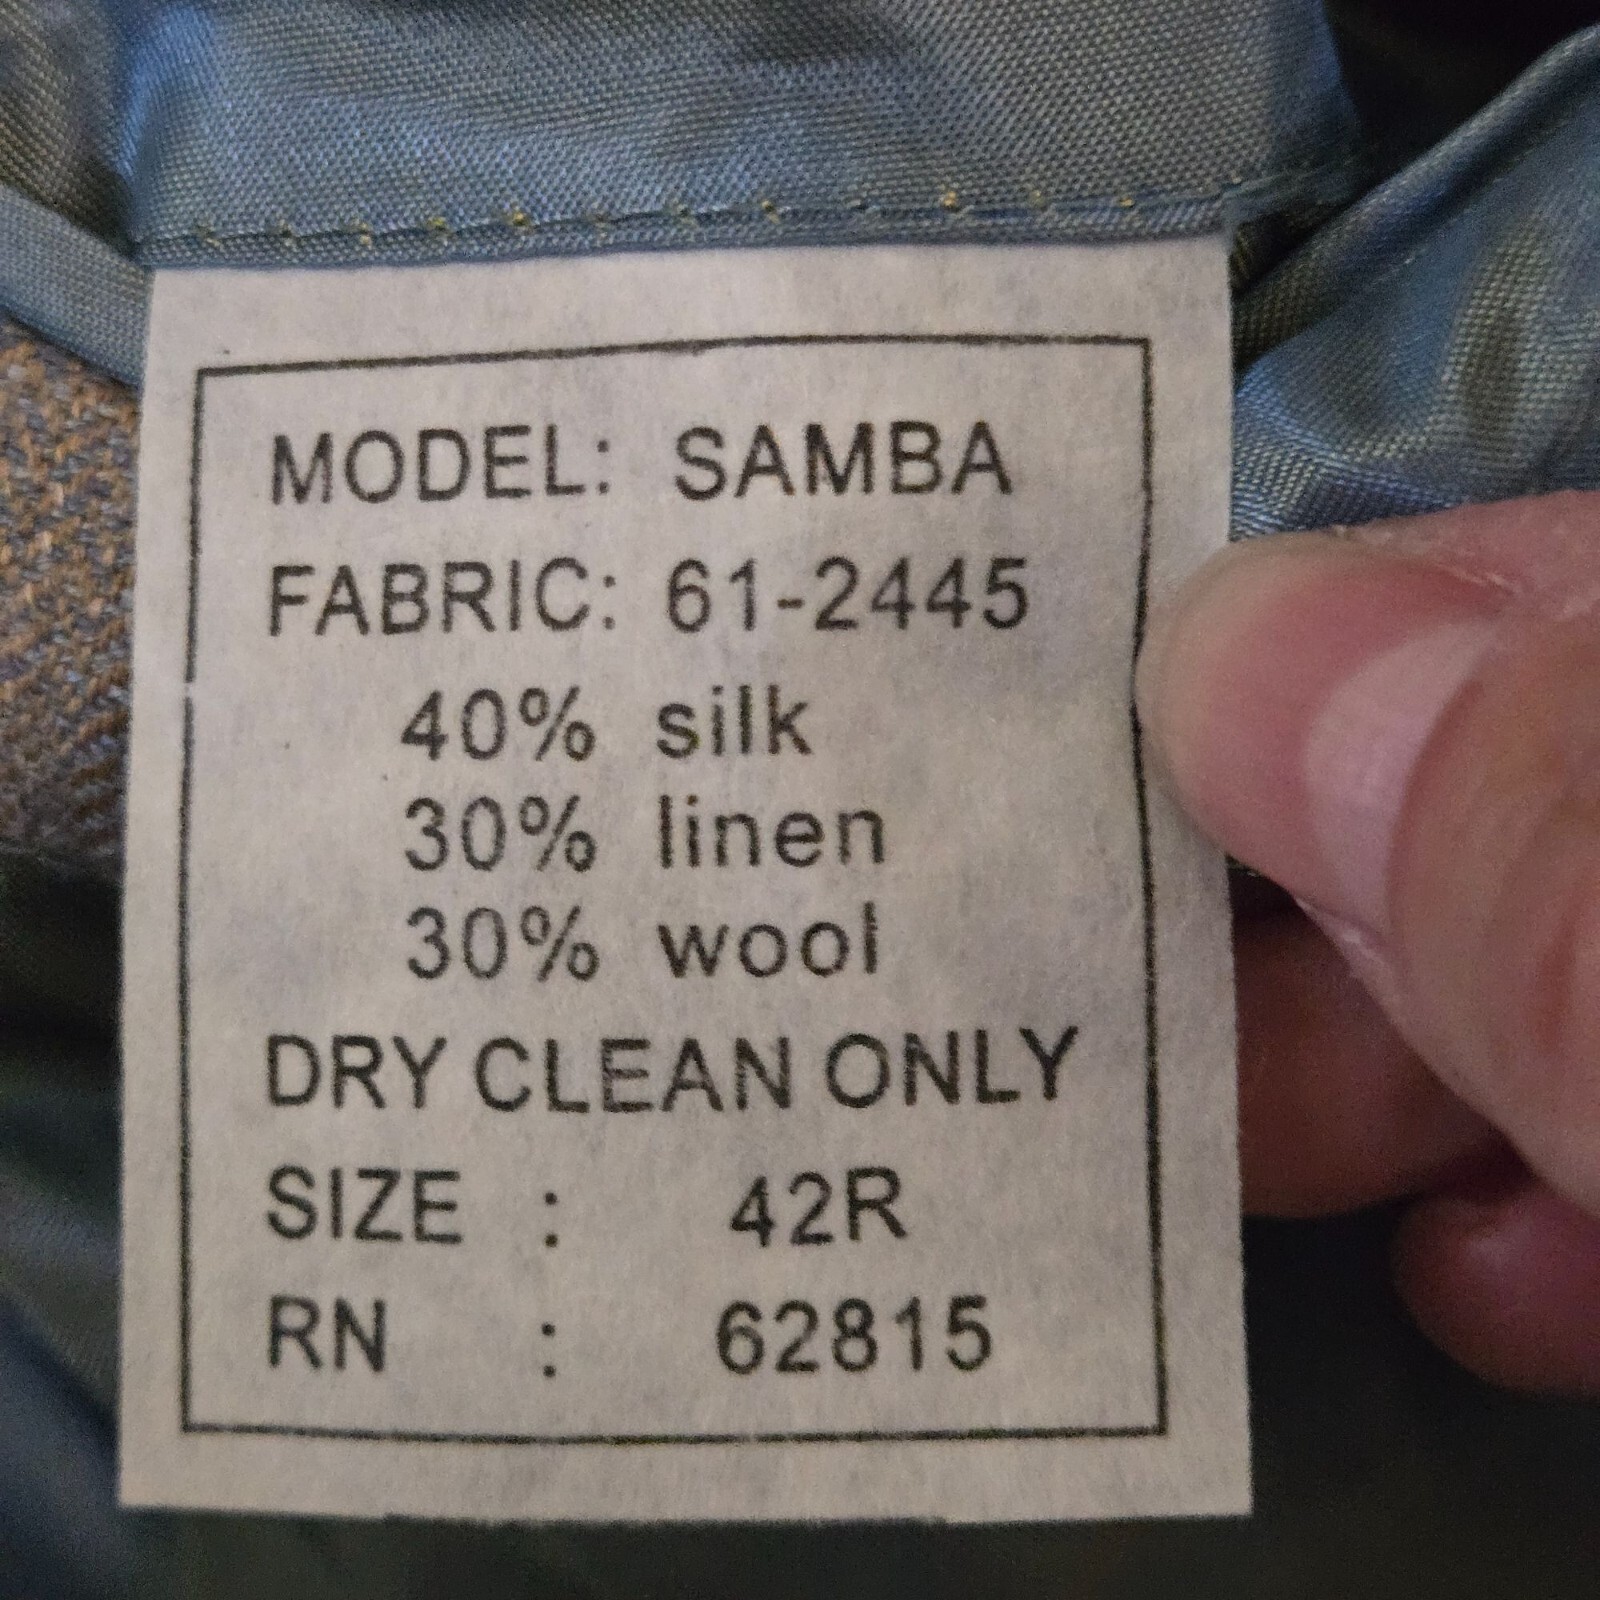 MODEL: SAMBA
FABRIC: 61-2445
40% silk
30% linen
30% wool
DRY CLEAN ONLY
SIZE : 42R
RN : 62815